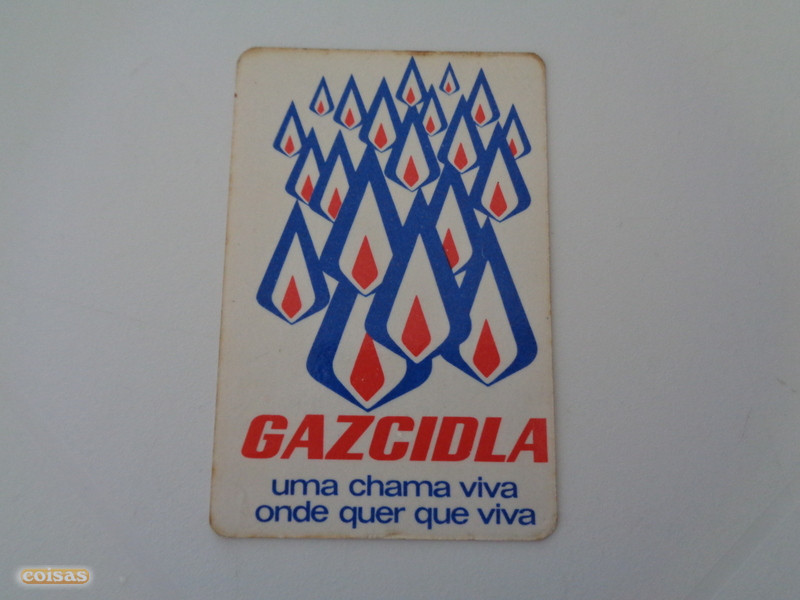 GAZCIDLA
uma chama viva
onde quer que viva
coisas